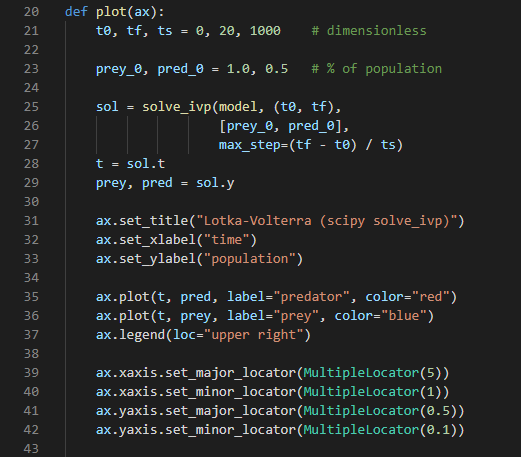 20 def plot(ax):
21     t0, tf, ts = 0, 20, 1000    # dimensionless
22
23     prey_0, pred_0 = 1.0, 0.5   # % of population
24
25     sol = solve_ivp(model, (t0, tf),
26                     [prey_0, pred_0],
27                     max_step=(tf - t0) / ts)
28     t = sol.t
29     prey, pred = sol.y
30
31     ax.set_title("Lotka-Volterra (scipy solve_ivp)")
32     ax.set_xlabel("time")
33     ax.set_ylabel("population")
34
35     ax.plot(t, pred, label="predator", color="red")
36     ax.plot(t, prey, label="prey", color="blue")
37     ax.legend(loc="upper right")
38
39     ax.xaxis.set_major_locator(MultipleLocator(5))
40     ax.xaxis.set_minor_locator(MultipleLocator(1))
41     ax.yaxis.set_major_locator(MultipleLocator(0.5))
42     ax.yaxis.set_minor_locator(MultipleLocator(0.1))
43